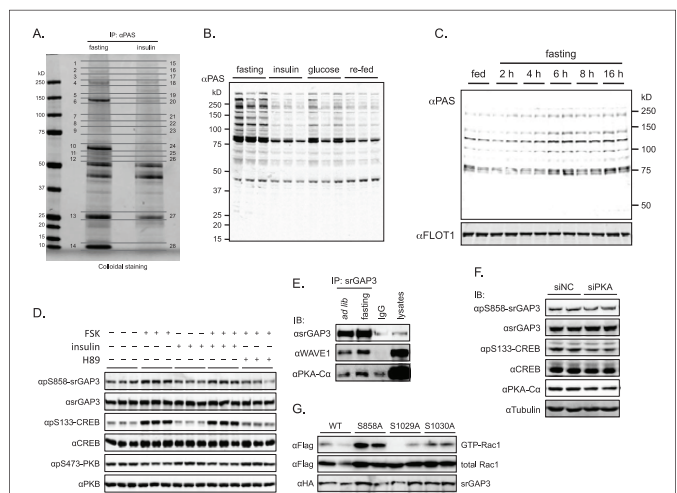 A.
IP: αPAS
fasting insulin
kD
250
150
100
75
50
37
25
20
15
10
1
2
3
4
5
6
7
8
9
10
11
12
13
14
15
16
17
18
19
20
21
22
23
24
25
26
27
28
Colloidal staining
B.
αPAS
fasting insulin glucose re-fed
kD
250
150
100
75
50
37
25
20
15
C.
fasting
fed 2 h 4 h 6 h 8 h 16 h
αPAS
kD
250
150
100
75
50
αFLOT1
D.
FSK - - - + + + - - - + + + + + +
insulin - - - - - - + + + + + + - - -
H89 - - - - - - - - - - - - + + +
αpS858-srGAP3
αsrGAP3
αpS133-CREB
αCREB
αpS473-PKB
αPKB
E.
IP: srGAP3
ad lib fasting IgG lysates
IB:
αsrGAP3
αWAVE1
αPKA-Cα
F.
siNC siPKA
IB:
αpS858-srGAP3
αsrGAP3
αpS133-CREB
αCREB
αPKA-Cα
αTubulin
G.
WT S858A S1029A S1030A
αFlag GTP-Rac1
αFlag total Rac1
αHA srGAP3